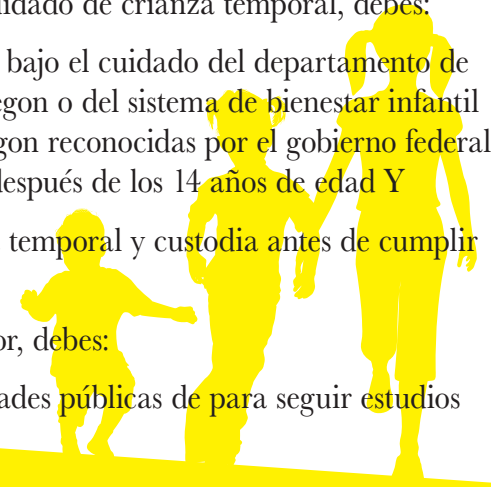 idado de crianza temporal, debes:
bajo el cuidado del departamento de
egon o del sistema de bienestar infantil
gon reconocidas por el gobierno federal
después de los 14 años de edad Y
temporal y custodia antes de cumplir
or, debes:
ades públicas de para seguir estudios